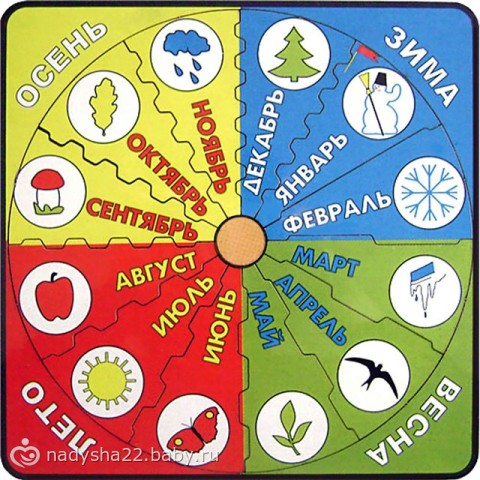 ОСЕНЬ
ЗИМА
НОЯБРЬ
ДЕКАБРЬ
ОКТЯБРЬ
ЯНВАРЬ
СЕНТЯБРЬ
ФЕВРАЛЬ
АВГУСТ
МАРТ
ИЮЛЬ
АПРЕЛЬ
ИЮНЬ
МАЙ
ЛЕТО
ВЕСНА
nadysha22.baby.ru